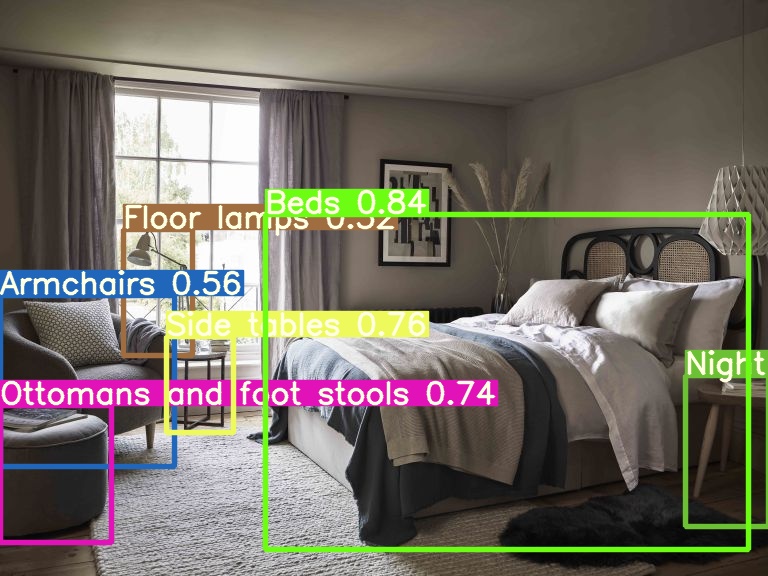 Beds 0.84
Floor lamps 0.52
Armchairs 0.56
Side tables 0.76
Night
Ottomans and foot stools 0.74